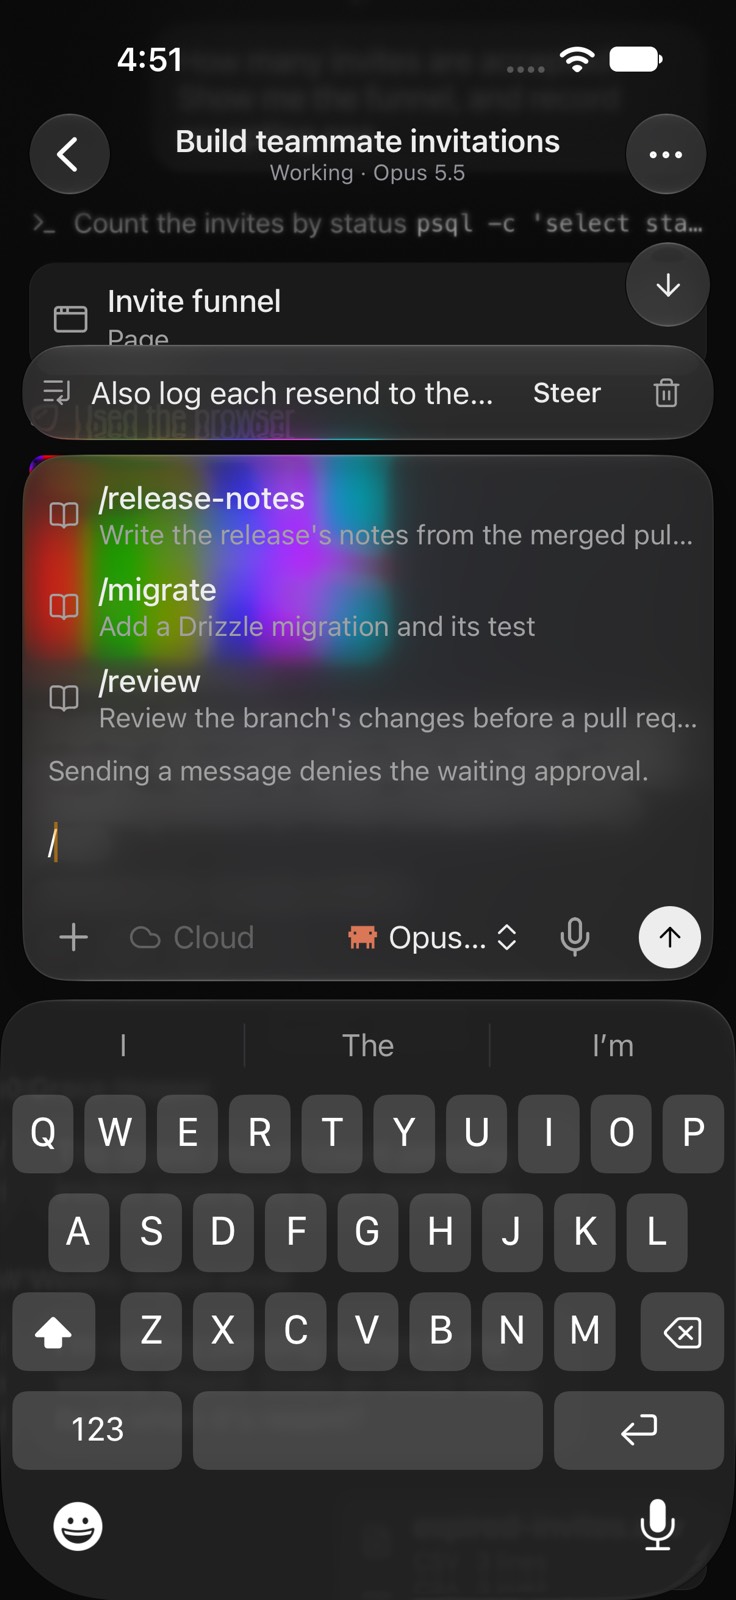 4:51
Build teammate invitations
Working · Opus 5.5
>_ Count the invites by status psql -c 'select sta…
Invite funnel
Page
Also log each resend to the... Steer
Used the browser
/release-notes
Write the release's notes from the merged pul...
/migrate
Add a Drizzle migration and its test
/review
Review the branch's changes before a pull req...
Sending a message denies the waiting approval.
/
Cloud Opus...
I The I'm
Q W E R T Y U I O P
A S D F G H J K L
Z X C V B N M
123